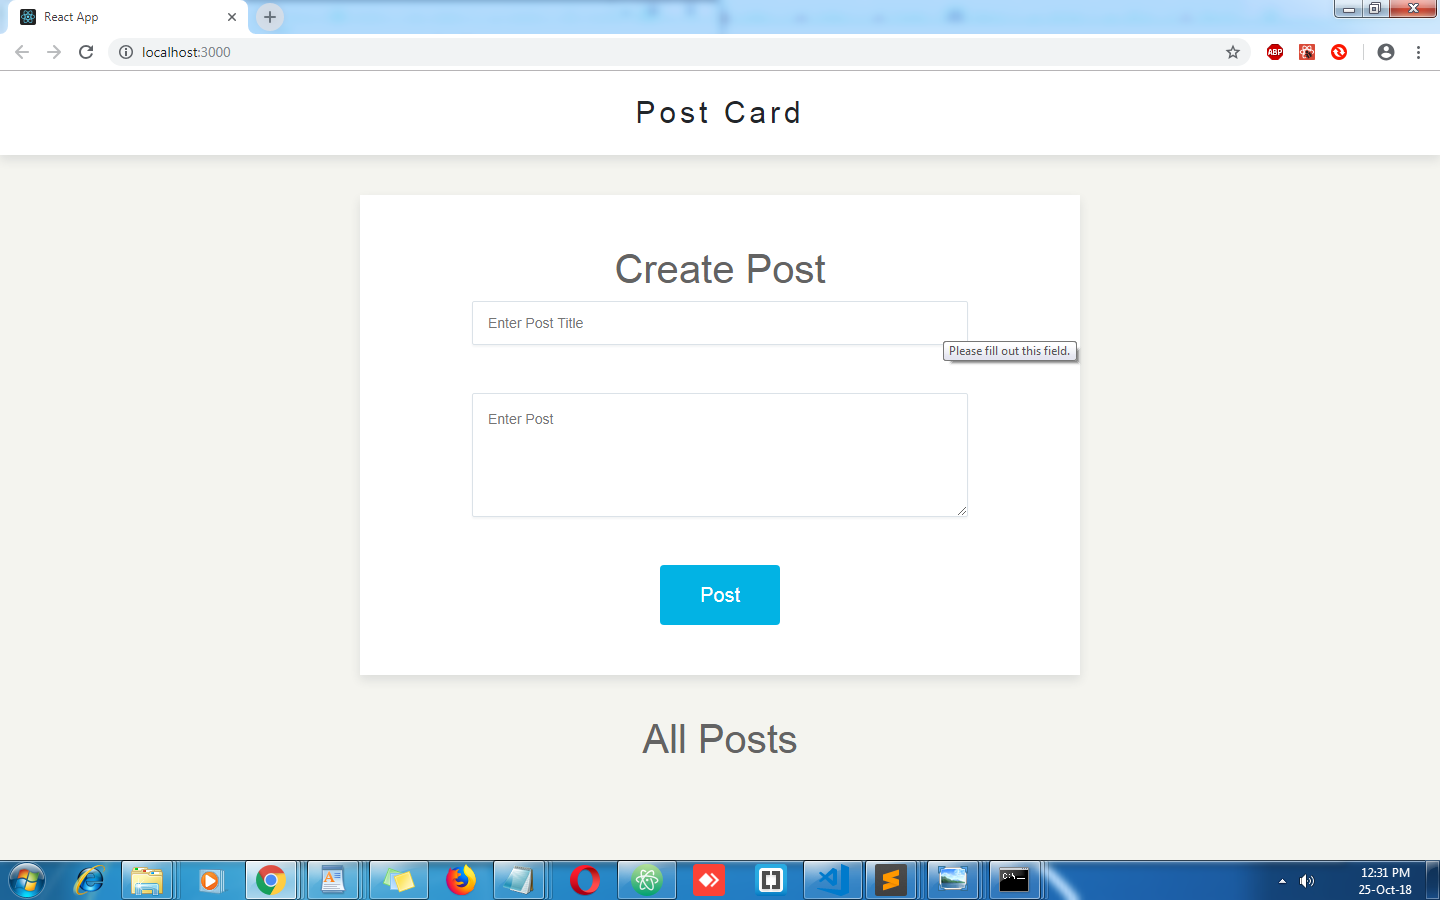 React App
localhost:3000
ABP
Post Card
Create Post
Enter Post Title
Please fill out this field.
Enter Post
Post
All Posts
C:\
12:31 PM
25-Oct-18